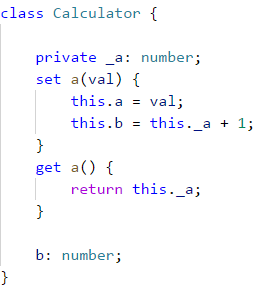 class Calculator {
private _a: number;
set a(val) {
this.a = val;
this.b = this._a + 1;
}
get a() {
return this._a;
}
b: number;
}